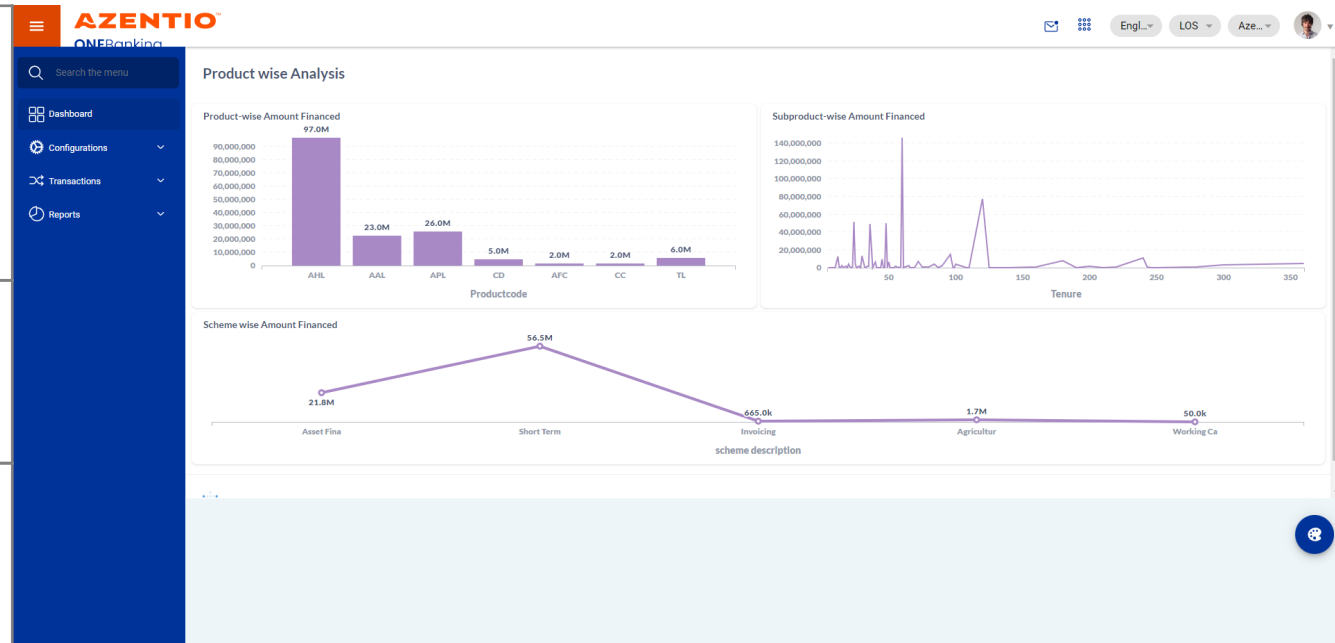 AZENTIO™
ONEBanking
Engl...
LOS
Aze...
Search the menu
Dashboard
Configurations
Transactions
Reports
Product wise Analysis
Product-wise Amount Financed
97.0M
90,000,000
80,000,000
70,000,000
60,000,000
50,000,000
40,000,000
30,000,000
20,000,000
10,000,000
0
23.0M
26.0M
5.0M
2.0M
2.0M
6.0M
AHL AAL APL CD AFC CC TL
Productcode
Subproduct-wise Amount Financed
140,000,000
120,000,000
100,000,000
80,000,000
60,000,000
40,000,000
20,000,000
0
50 100 150 200 250 300 350
Tenure
Scheme wise Amount Financed
56.5M
21.8M
665.0k
1.7M
50.0k
Asset Fina Short Term Invoicing Agricultur Working Ca
scheme description